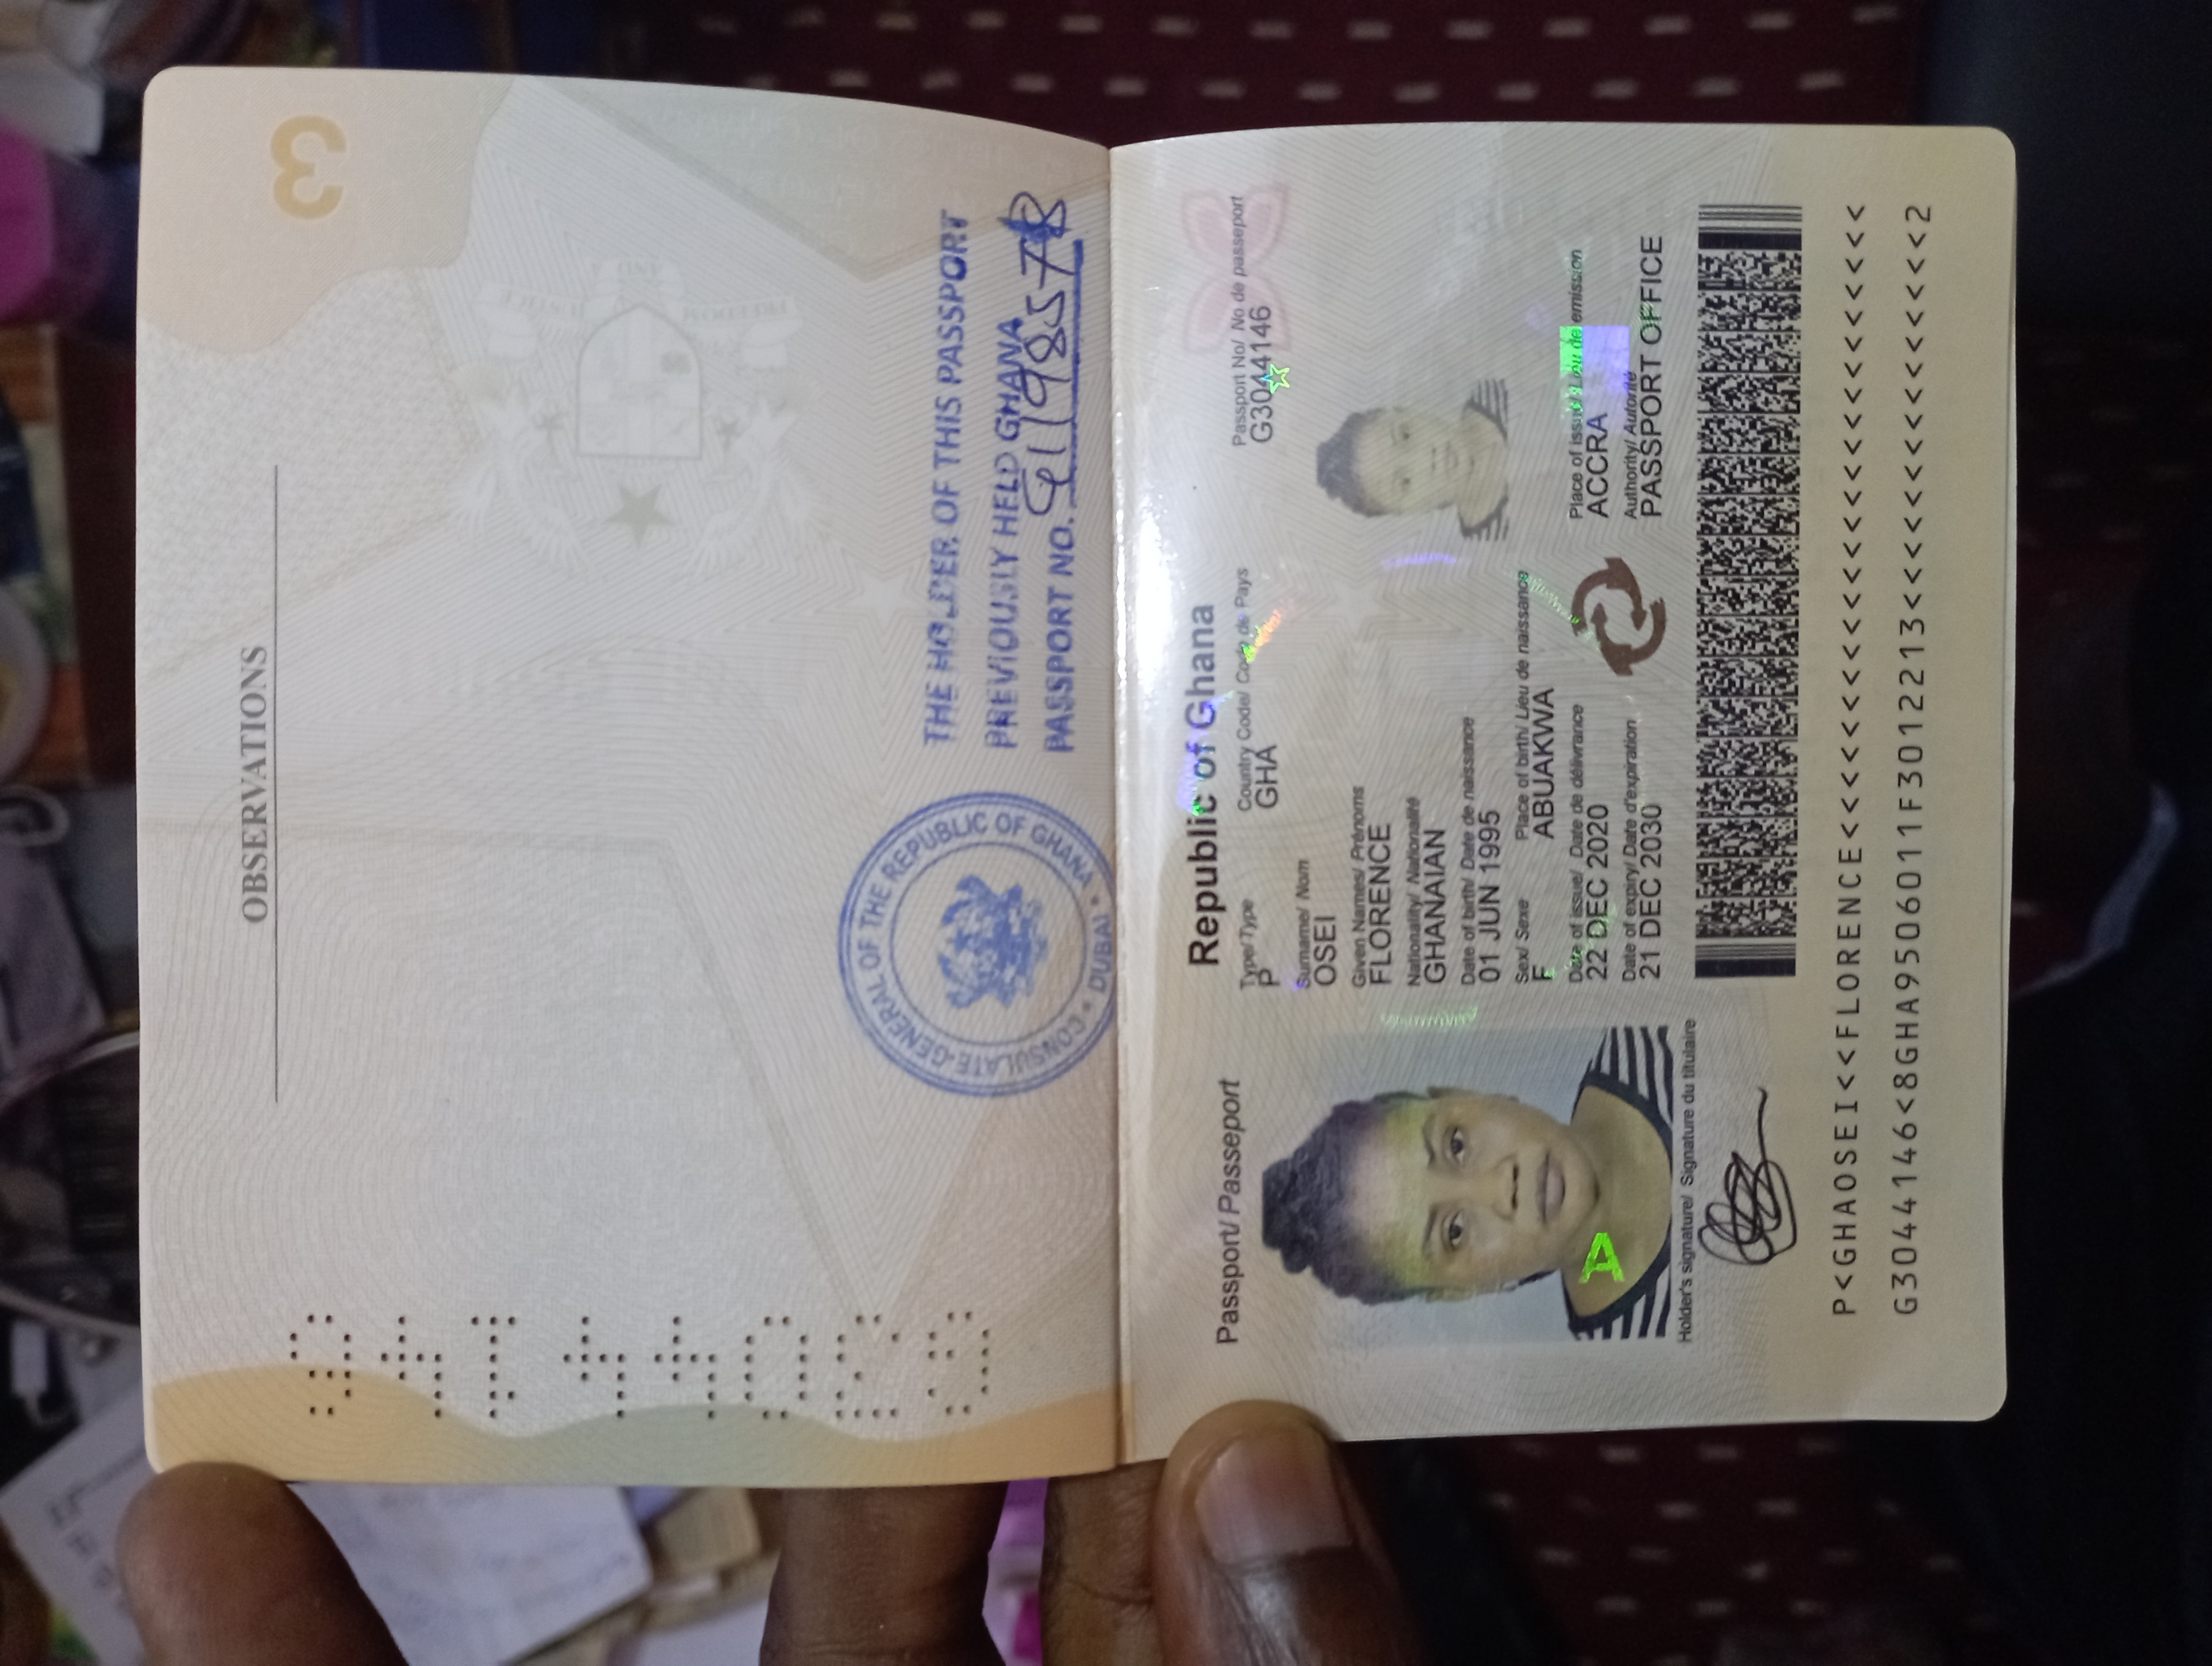 OBSERVATIONS
3
G3044146
CONSULATE-GENERAL OF THE REPUBLIC OF GHANA
* DUBAI *
THE HOLDER OF THIS PASSPORT
PREVIOUSLY HELD GHANA
PASSPORT NO. G1198578
Republic of Ghana
Passport/ Passeport
Type/Type Country Code/ Code de Pays Passport No/ No de passeport
P GHA G3044146
Surname/ Nom
OSEI
Given Names/ Prénoms
FLORENCE
Nationality/ Nationalité
GHANAIAN
Date of birth/ Date de naissance
01 JUN 1995
Sex/ Sexe Place of birth/ Lieu de naissance
F ABUAKWA
Date of issue/ Date de délivrance Place of issue/ Lieu de emission
22 DEC 2020 ACCRA
Date of expiry/ Date d'expiration Authority/ Autorité
21 DEC 2030 PASSPORT OFFICE
Holder's signature/ Signature du titulaire
P<GHAOSEI<<FLORENCE<<<<<<<<<<<<<<<<<<<<<<<<<
G3044146<8GHA9506011F3012213<<<<<<<<<<<<<<<2